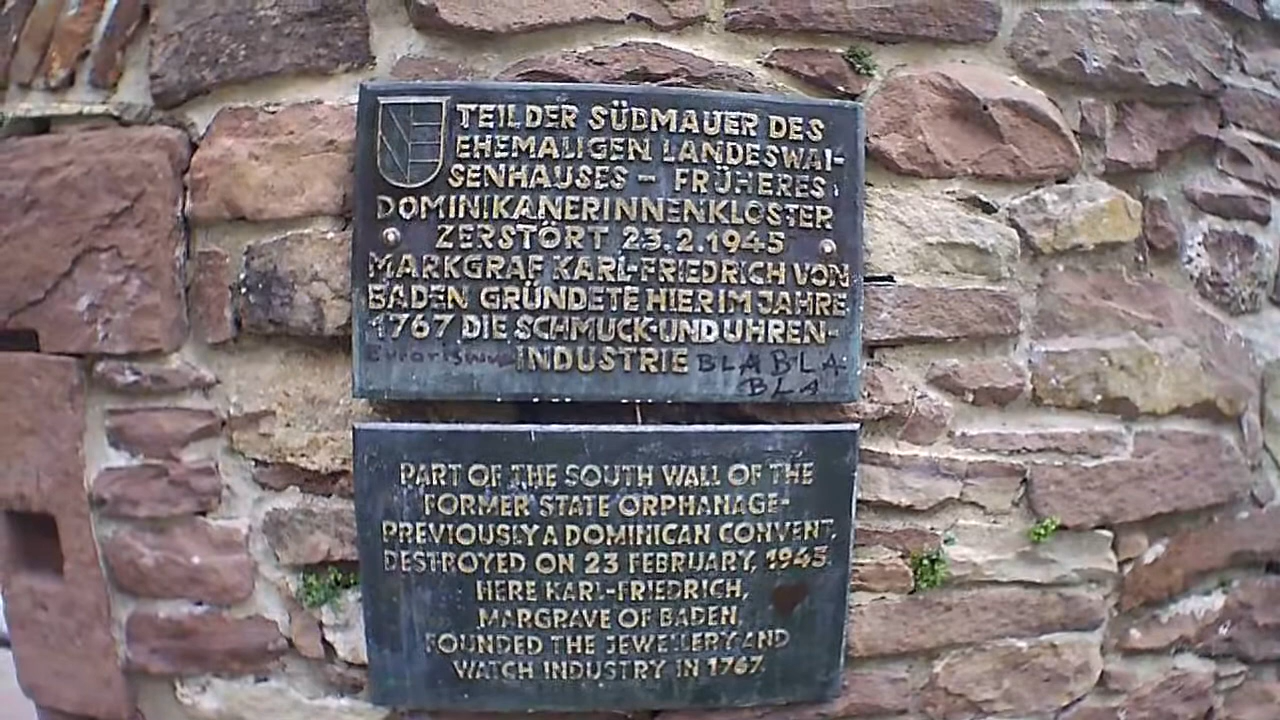 TEIL DER SÜDMAUER DES
EHEMALIGEN LANDESWAI-
SENHAUSES - FRÜHERES
DOMINIKANERINNENKLOSTER
ZERSTÖRT 23.2.1945
MARKGRAF KARL-FRIEDRICH VON
BADEN GRÜNDETE HIER IM JAHRE
1767 DIE SCHMUCK-UND UHREN-
INDUSTRIE BLA BLA
BLA
PART OF THE SOUTH WALL OF THE
FORMER STATE ORPHANAGE-
PREVIOUSLY A DOMINICAN CONVENT,
DESTROYED ON 23 FEBRUARY, 1945.
HERE KARL-FRIEDRICH,
MARGRAVE OF BADEN,
FOUNDED THE JEWELLERY AND
WATCH INDUSTRY IN 1767.